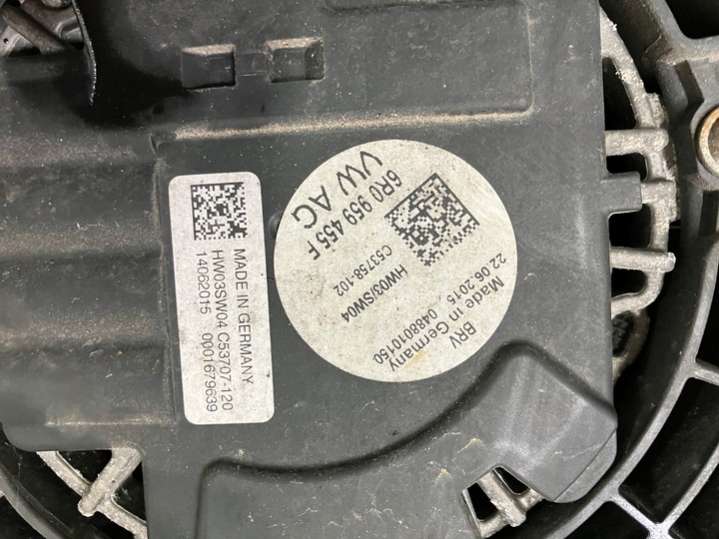 MADE IN GERMANY
HW03SW04 C53707-120
14062015 0001679639
VW AG
6R0 959 455 F
C53758-102
HW03/SW04
22.06.2015
Made in Germany
BRV 0488010150